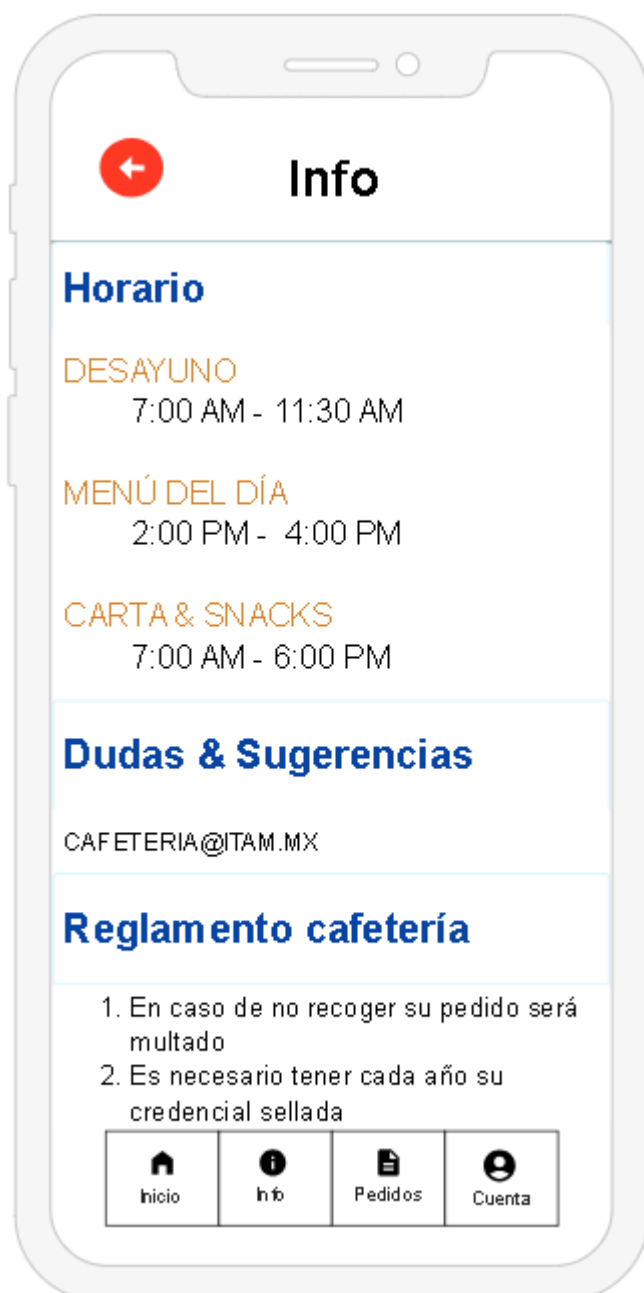 Info
Horario
DESAYUNO
7:00 AM - 11:30 AM
MENÚ DEL DÍA
2:00 PM - 4:00 PM
CARTA & SNACKS
7:00 AM - 6:00 PM
Dudas & Sugerencias
CAFETERIA@ITAM.MX
Reglamento cafetería
1. En caso de no recoger su pedido será
multado
2. Es necesario tener cada año su
credencial sellada
Inicio Info Pedidos Cuenta